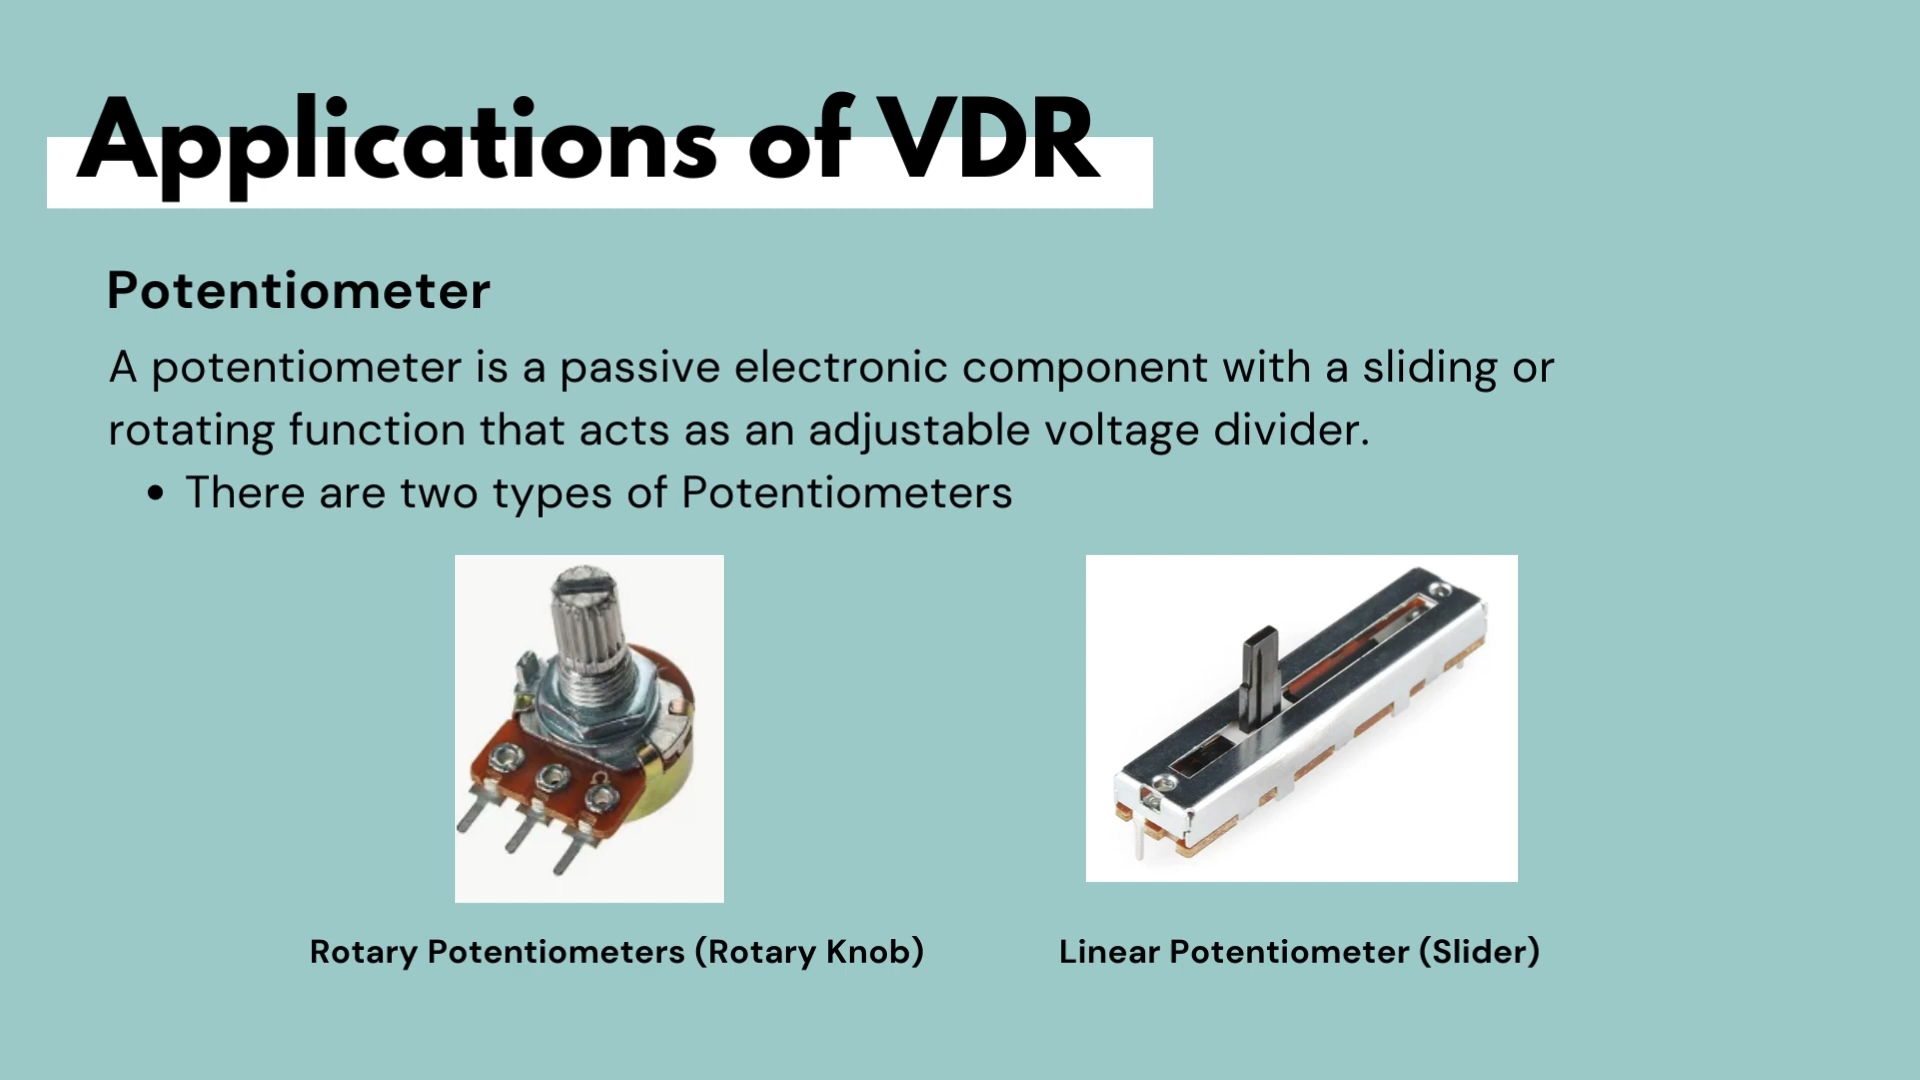 Applications of VDR
Potentiometer
A potentiometer is a passive electronic component with a sliding or
rotating function that acts as an adjustable voltage divider.
• There are two types of Potentiometers
Rotary Potentiometers (Rotary Knob)
Linear Potentiometer (Slider)